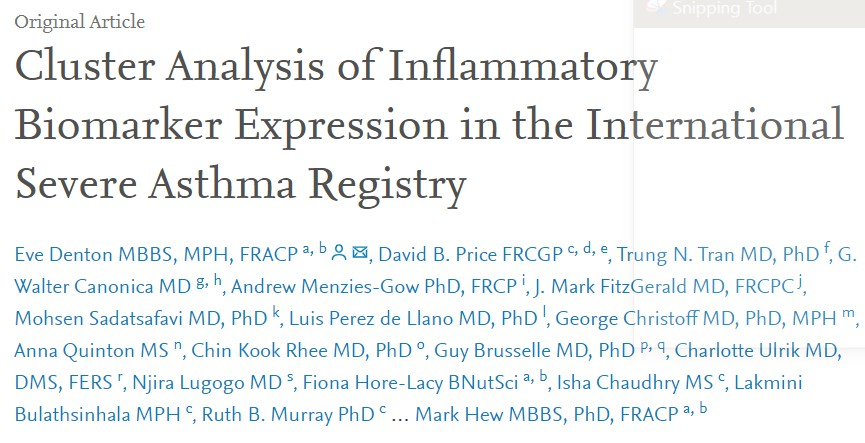 Snipping Tool
Original Article
Cluster Analysis of Inflammatory
Biomarker Expression in the International
Severe Asthma Registry
Eve Denton MBBS, MPH, FRACP a, b, David B. Price FRCGP c, d, e, Trung N. Tran MD, PhD f, G.
Walter Canonica MD g, h, Andrew Menzies-Gow PhD, FRCP i, J. Mark FitzGerald MD, FRCPC j,
Mohsen Sadatsafavi MD, PhD k, Luis Perez de Llano MD, PhD l, George Christoff MD, PhD, MPH m,
Anna Quinton MS n, Chin Kook Rhee MD, PhD o, Guy Brusselle MD, PhD p, q, Charlotte Ulrik MD,
DMS, FERS r, Njira Lugogo MD s, Fiona Hore-Lacy BNutSci a, b, Isha Chaudhry MS c, Lakmini
Bulathsinhala MPH c, Ruth B. Murray PhD c … Mark Hew MBBS, PhD, FRACP a, b